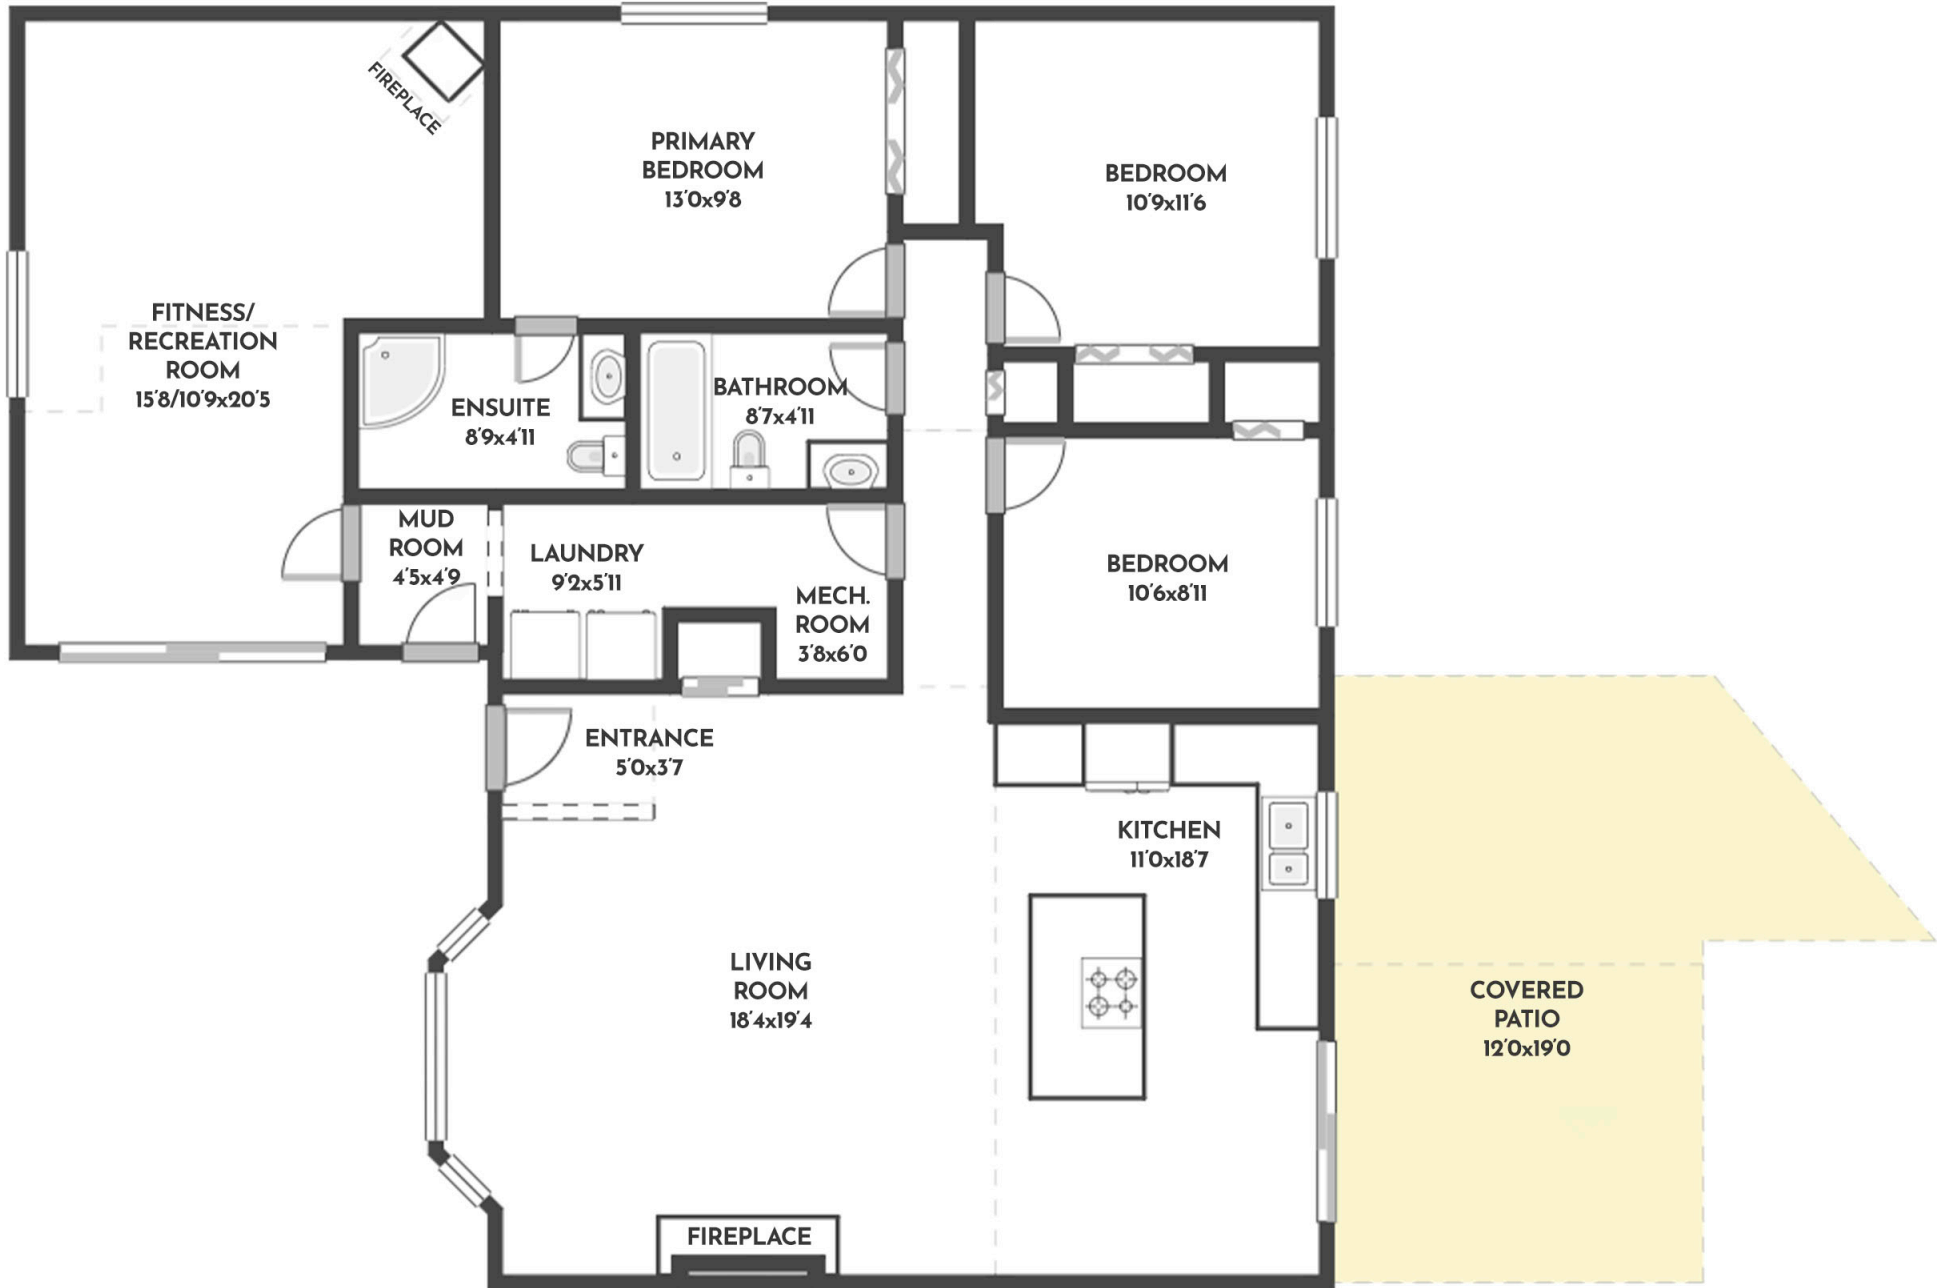 FIREPLACE
PRIMARY
BEDROOM
13'0x9'8
BEDROOM
10'9x11'6
FITNESS/
RECREATION
ROOM
15'8/10'9x20'5
ENSUITE
8'9x4'11
BATHROOM
8'7x4'11
MUD
ROOM
4'5x4'9
LAUNDRY
9'2x5'11
MECH.
ROOM
3'8x6'0
BEDROOM
10'6x8'11
ENTRANCE
5'0x3'7
KITCHEN
11'0x18'7
LIVING
ROOM
18'4x19'4
COVERED
PATIO
12'0x19'0
FIREPLACE